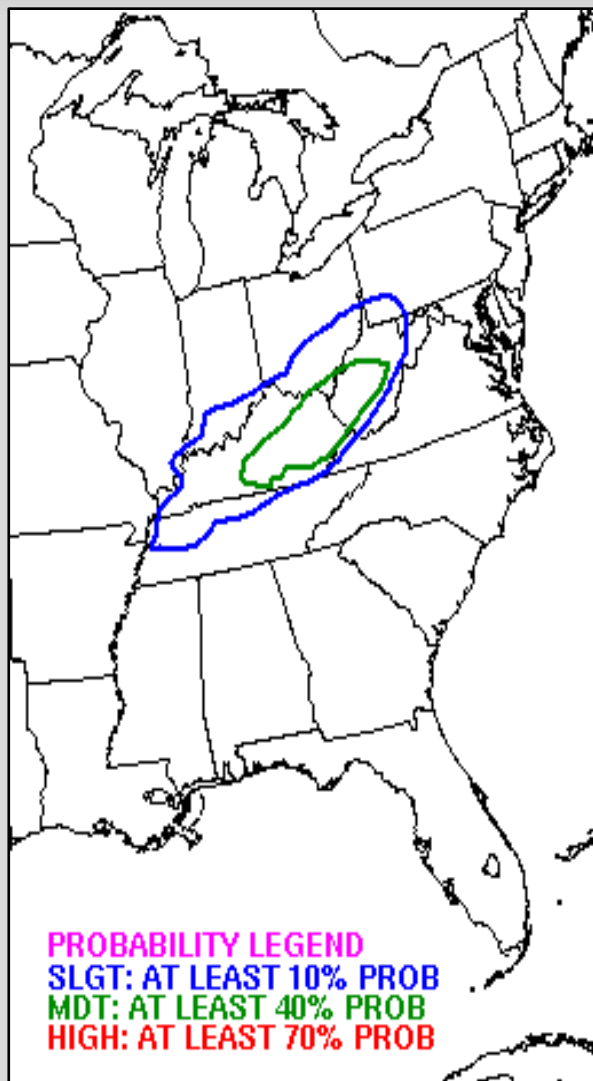 PROBABILITY LEGEND
SLGT: AT LEAST 10% PROB
MDT: AT LEAST 40% PROB
HIGH: AT LEAST 70% PROB